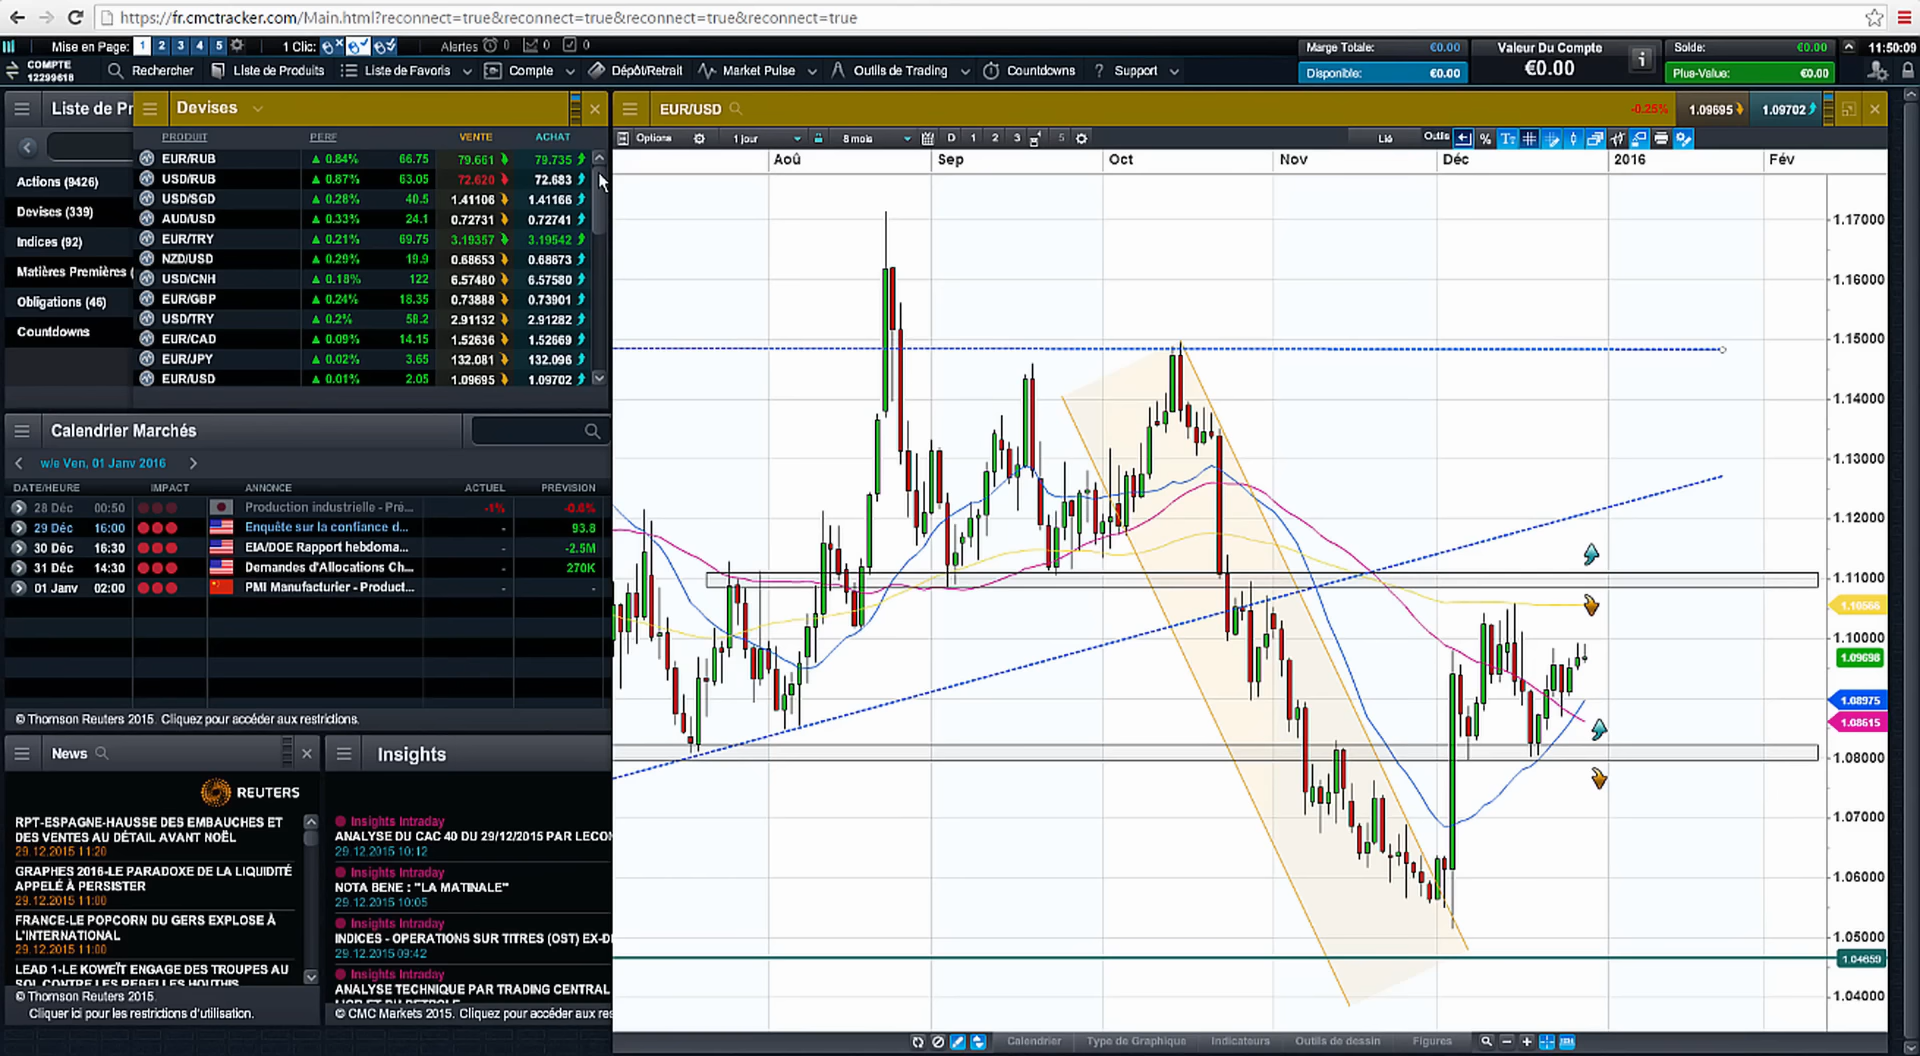 https://fr.cmctracker.com/Main.html?reconnect=true&reconnect=true&reconnect=true&reconnect=true
Mise en Page: 1 2 3 4 5
1 Clic:
Alertes 0 0 0
Marge Totale: €0.00
Disponible: €0.00
Valeur Du Compte
€0.00
Solde: €0.00
Plus-Value: €0.00
11:50:09
COMPTE
12299618
Rechercher
Liste de Produits
Liste de Favoris
Compte
Dépôt/Retrait
Market Pulse
Outils de Trading
Countdowns
Support
Liste de Pr
Actions (9426)
Devises (339)
Indices (92)
Matières Premières (
Obligations (46)
Countdowns
Devises
PRODUIT PERF VENTE ACHAT
EUR/RUB 0.84% 66.75 79.661 79.735
USD/RUB 0.87% 63.05 72.620 72.683
USD/SGD 0.28% 40.5 1.41106 1.41166
AUD/USD 0.33% 24.1 0.72731 0.72741
EUR/TRY 0.21% 69.75 3.19357 3.19542
NZD/USD 0.29% 19.9 0.68653 0.68673
USD/CNH 0.18% 122 6.57480 6.57580
EUR/GBP 0.24% 18.35 0.73888 0.73901
USD/TRY 0.2% 58.2 2.91132 2.91282
EUR/CAD 0.09% 14.15 1.52636 1.52669
EUR/JPY 0.02% 3.65 132.081 132.096
EUR/USD 0.01% 2.05 1.09695 1.09702
Calendrier Marchés
w/e Ven, 01 Janv 2016
DATE/HEURE IMPACT ANNONCE ACTUEL PRÉVISION
28 Déc 00:50 Production industrielle - Pré... -1% -0.6%
29 Déc 16:00 Enquête sur la confiance d... - 93.8
30 Déc 16:30 EIA/DOE Rapport hebdoma... - -2.5M
31 Déc 14:30 Demandes d'Allocations Ch... - 270K
01 Janv 02:00 PMI Manufacturier - Product... - -
© Thomson Reuters 2015. Cliquez pour accéder aux restrictions.
News
REUTERS
RPT-ESPAGNE-HAUSSE DES EMBAUCHES ET
DES VENTES AU DÉTAIL AVANT NOËL
29.12.2015 11:20
GRAPHES 2016-LE PARADOXE DE LA LIQUIDITÉ
APPELÉ À PERSISTER
29.12.2015 11:00
FRANCE-LE POPCORN DU GERS EXPLOSE À
L'INTERNATIONAL
29.12.2015 11:00
LEAD 1-LE KOWEÏT ENGAGE DES TROUPES AU
SOL CONTRE LES REBELLES HOUTHIS
© Thomson Reuters 2015.
Cliquer ici pour les restrictions d'utilisation.
Insights
Insights Intraday
ANALYSE DU CAC 40 DU 29/12/2015 PAR LECON
29.12.2015 10:12
Insights Intraday
NOTA BENE : "LA MATINALE"
29.12.2015 10:05
Insights Intraday
INDICES - OPERATIONS SUR TITRES (OST) EX-D
29.12.2015 09:42
Insights Intraday
ANALYSE TECHNIQUE PAR TRADING CENTRAL
© CMC Markets 2015. Cliquez pour accéder aux res
EUR/USD
-0.25% 1.09695 1.09702
Options
1 jour
8 mois
D 1 2 3 5
Lié
Outils
%
Aoû Sep Oct Nov Déc 2016 Fév
1.17000
1.16000
1.15000
1.14000
1.13000
1.12000
1.11000
1.10566
1.10000
1.09698
1.08975
1.08615
1.08000
1.07000
1.06000
1.05000
1.04659
1.04000
Calendrier
Type de Graphique
Indicateurs
Outils de dessin
Figures